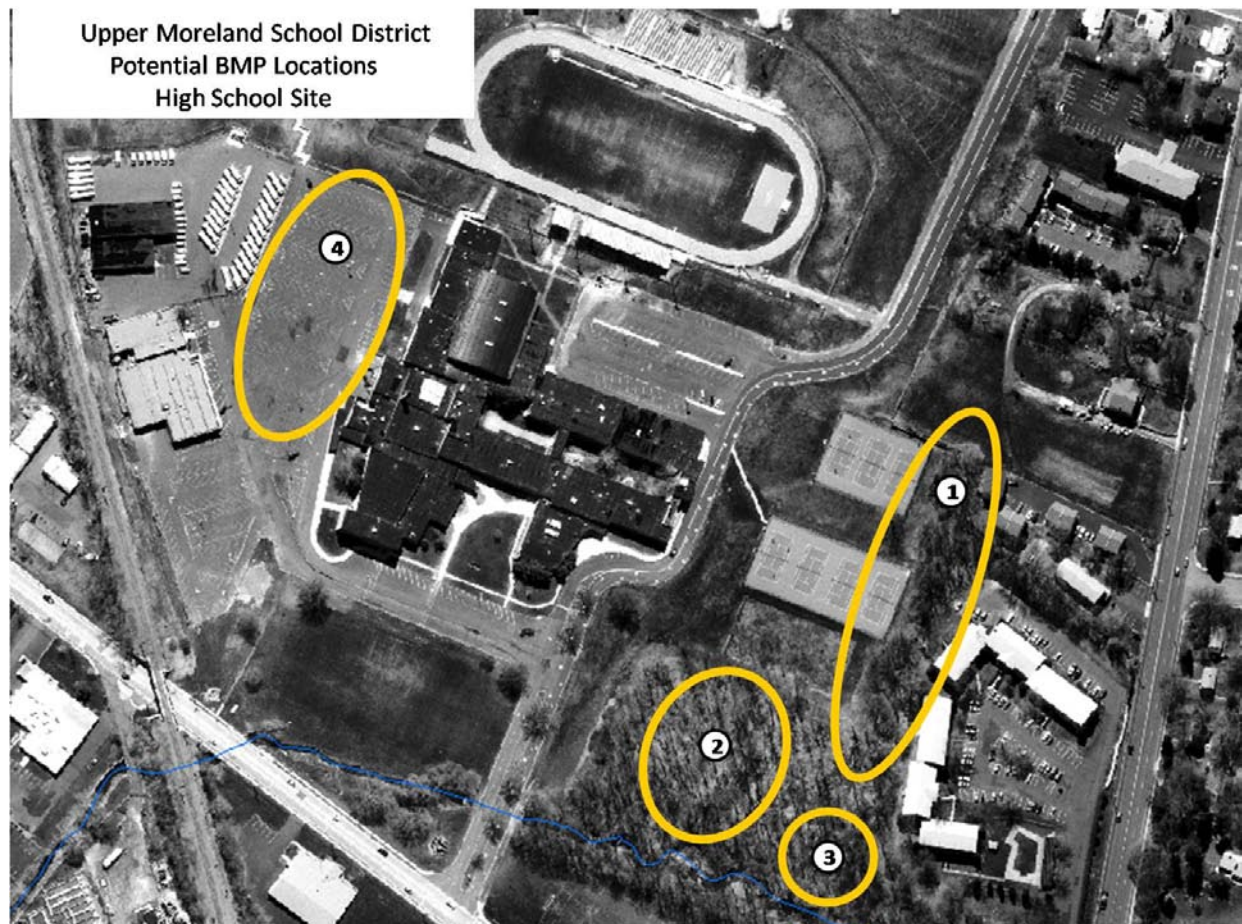 Upper Moreland School District
Potential BMP Locations
High School Site
4
1
2
3